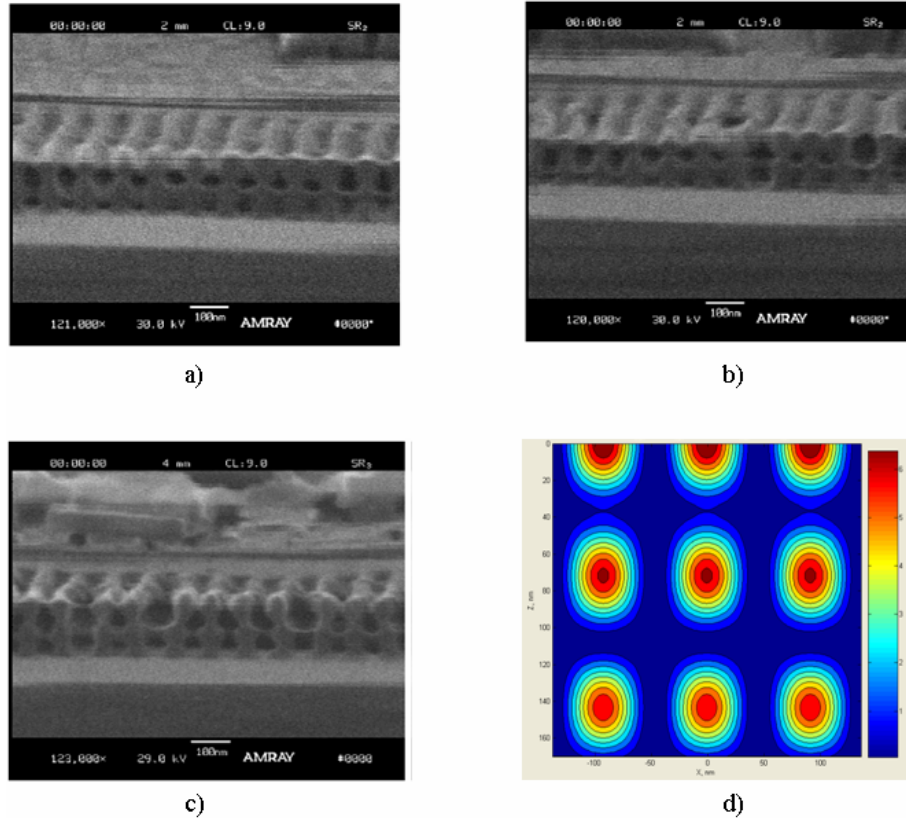 00:00:00 2 mm CL:9.0 SR2
100nm
121,000× 30.0 kV AMRAY #0000*
a)
00:00:00 2 mm CL:9.0 SR2
100nm
120,000× 30.0 kV AMRAY #0000*
b)
00:00:00 4 mm CL:9.0 SR3
100nm
123,000× 29.0 kV AMRAY #0000
c)
0
20
40
60
80
100
120
140
160
Z, nm
-100 -50 0 50 100
X, nm
6
5
4
3
2
1
d)